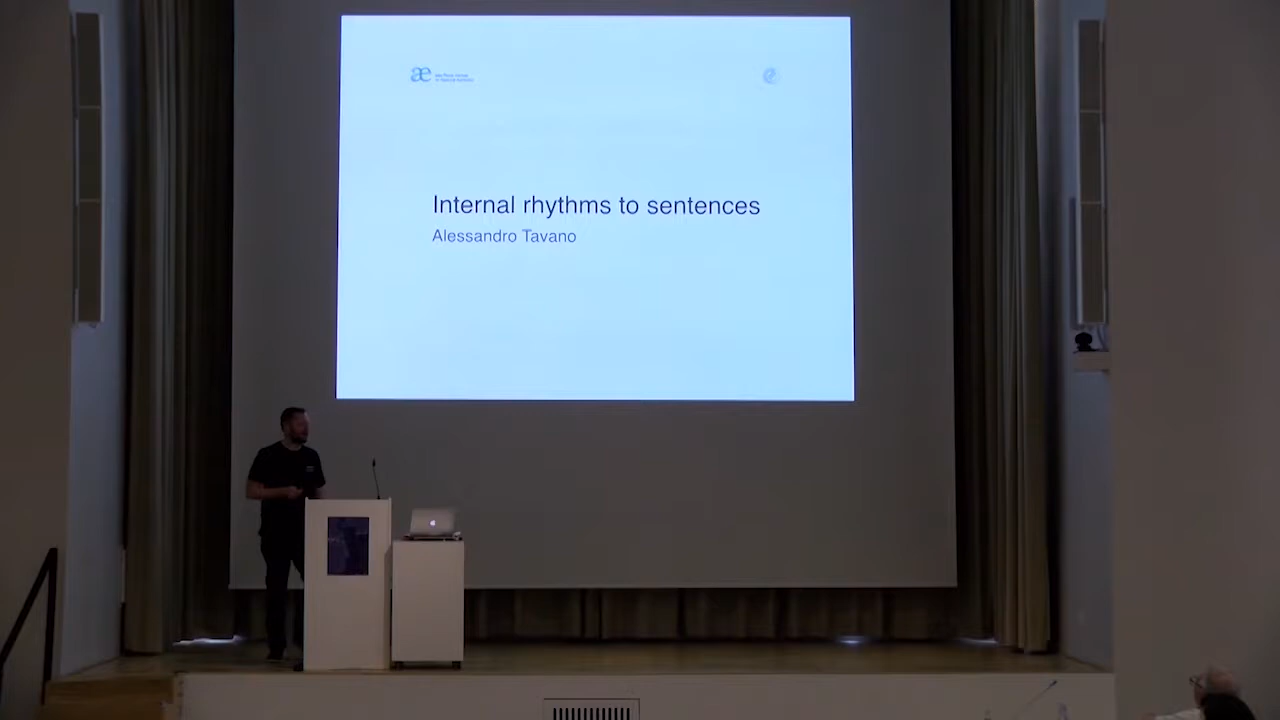 æ
Internal rhythms to sentences
Alessandro Tavano